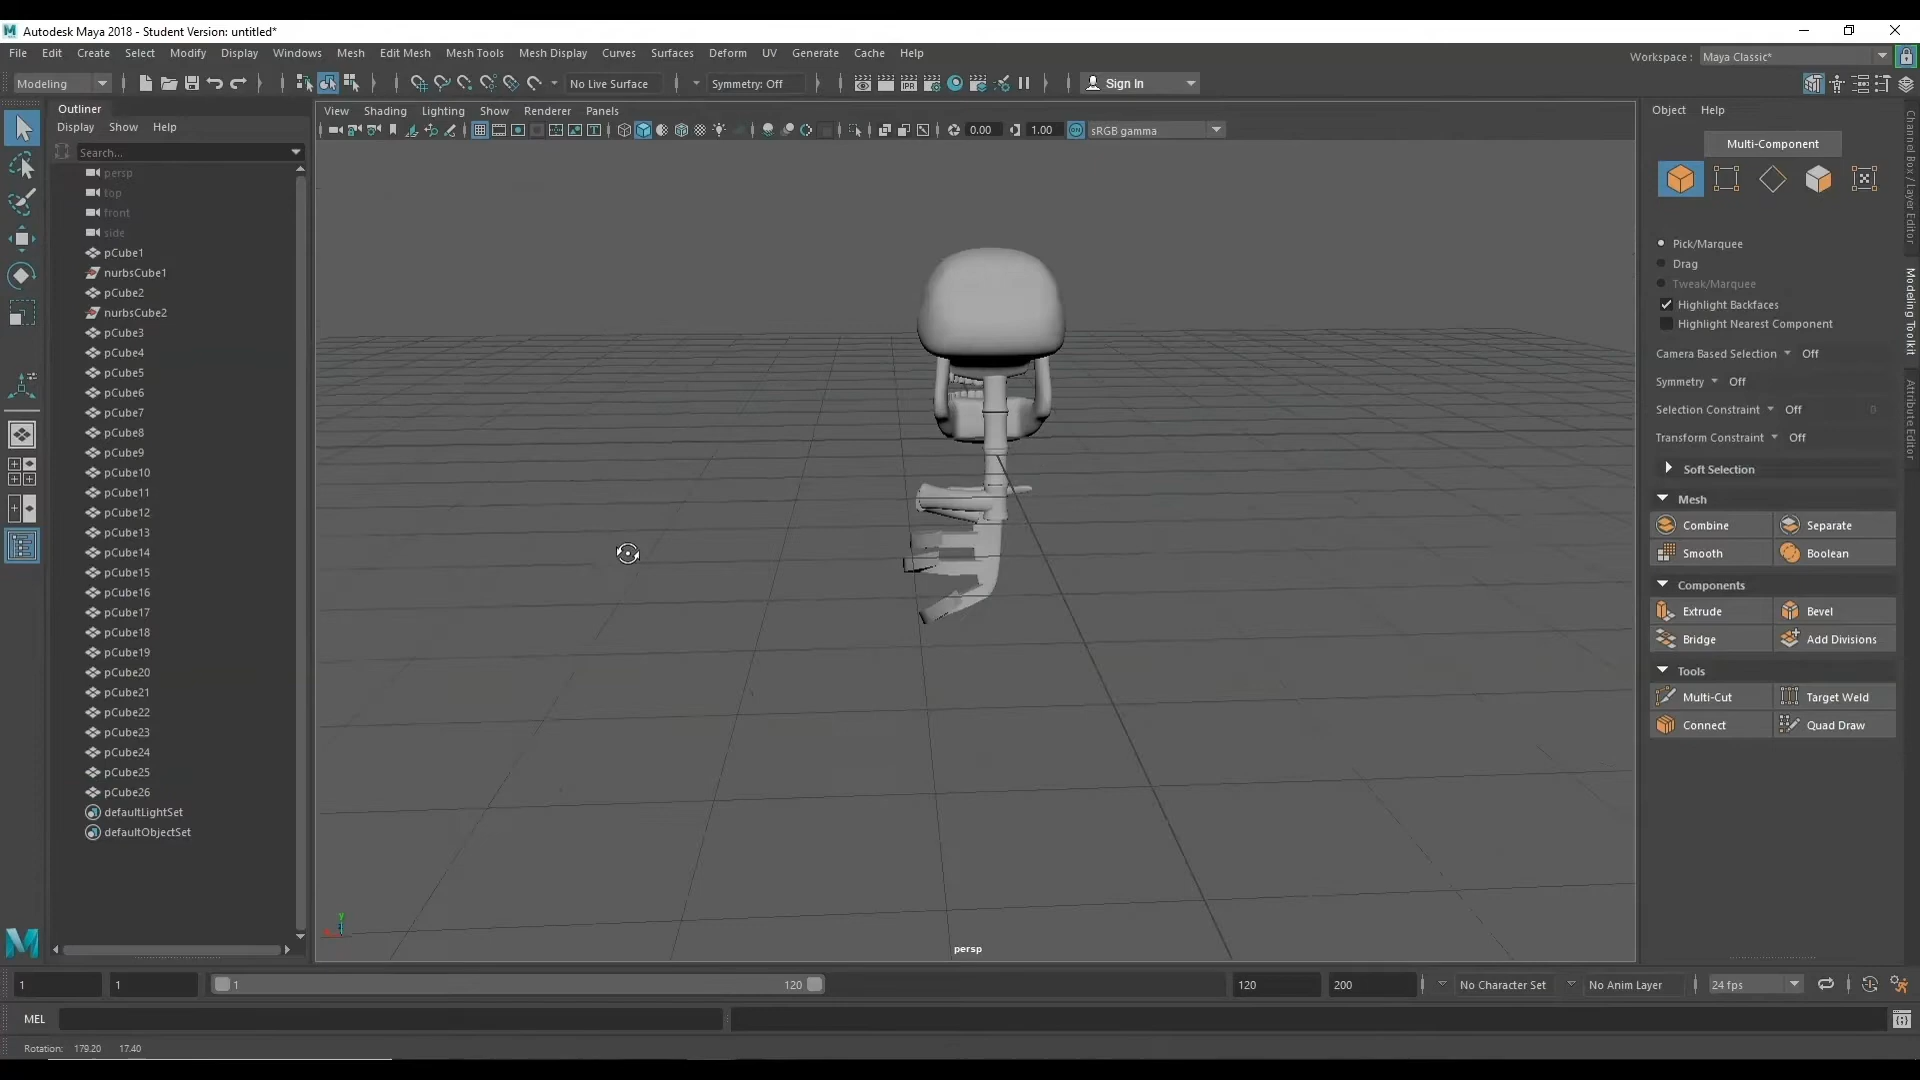 Autodesk Maya 2018 - Student Version: untitled*
File Edit Create Select Modify Display Windows Mesh Edit Mesh Mesh Tools Mesh Display Curves Surfaces Deform UV Generate Cache Help
Workspace : Maya Classic*
Modeling No Live Surface Symmetry: Off Sign In
Outliner
Display Show Help
Search...
persp
top
front
side
pCube1
nurbsCube1
pCube2
nurbsCube2
pCube3
pCube4
pCube5
pCube6
pCube7
pCube8
pCube9
pCube10
pCube11
pCube12
pCube13
pCube14
pCube15
pCube16
pCube17
pCube18
pCube19
pCube20
pCube21
pCube22
pCube23
pCube24
pCube25
pCube26
defaultLightSet
defaultObjectSet
View Shading Lighting Show Renderer Panels
0.00 1.00 sRGB gamma
persp
Object Help
Multi-Component
Pick/Marquee
Drag
Tweak/Marquee
Highlight Backfaces
Highlight Nearest Component
Camera Based Selection Off
Symmetry Off
Selection Constraint Off 0
Transform Constraint Off
Soft Selection
Mesh
Combine Separate
Smooth Boolean
Components
Extrude Bevel
Bridge Add Divisions
Tools
Multi-Cut Target Weld
Connect Quad Draw
Channel Box / Layer Editor
Modeling Toolkit
Attribute Editor
1 1 1 120 120 200 No Character Set No Anim Layer 24 fps
MEL
Rotation: 179.20 17.40